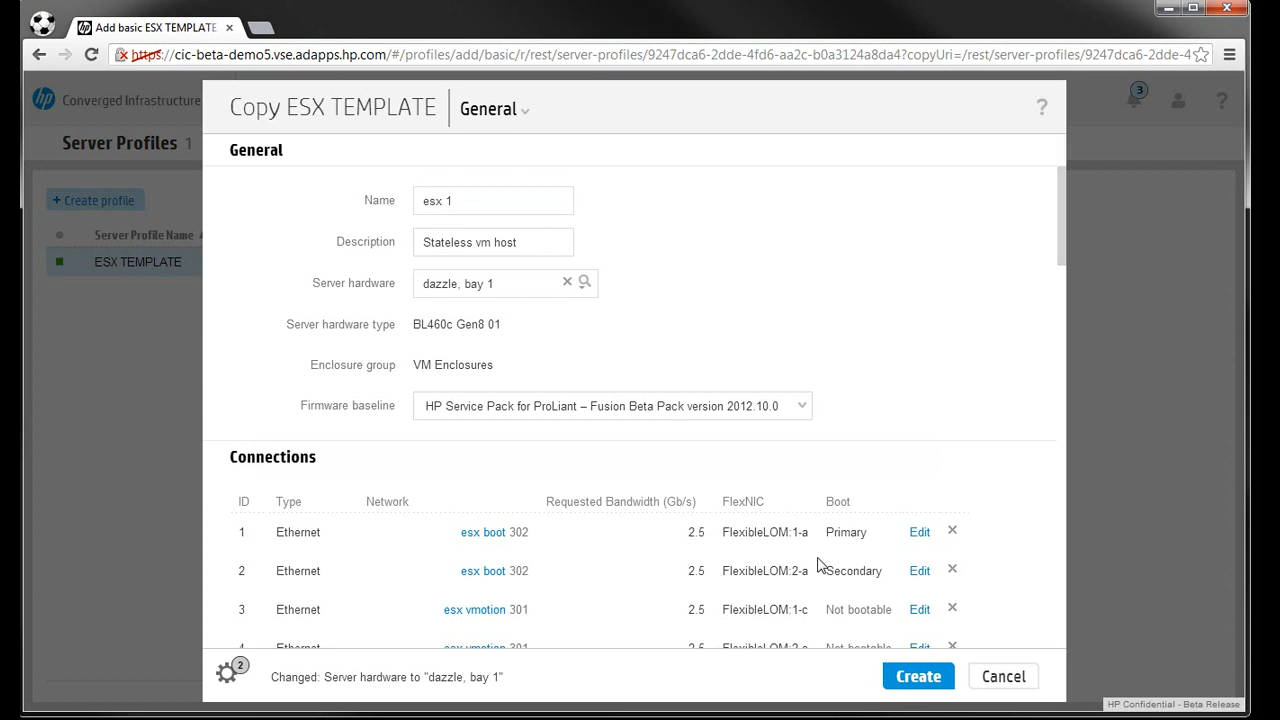 Add basic ESX TEMPLATE
https://cic-beta-demo5.vse.adapps.hp.com/#/profiles/add/basic/r/rest/server-profiles/9247dca6-2dde-4fd6-aa2c-b0a3124a8da4?copyUri=/rest/server-profiles/9247dca6-2dde-4
hp Converged Infrastructure
3
?
Server Profiles 1
+ Create profile
Server Profile Name
ESX TEMPLATE
Copy ESX TEMPLATE General ?
General
Name esx 1
Description Stateless vm host
Server hardware dazzle, bay 1
Server hardware type BL460c Gen8 01
Enclosure group VM Enclosures
Firmware baseline HP Service Pack for ProLiant – Fusion Beta Pack version 2012.10.0
Connections
ID Type Network Requested Bandwidth (Gb/s) FlexNIC Boot
1 Ethernet esx boot 302 2.5 FlexibleLOM:1-a Primary Edit
2 Ethernet esx boot 302 2.5 FlexibleLOM:2-a Secondary Edit
3 Ethernet esx vmotion 301 2.5 FlexibleLOM:1-c Not bootable Edit
4 Ethernet esx vmotion 301 2.5 FlexibleLOM:2-c Not bootable Edit
2 Changed: Server hardware to "dazzle, bay 1" Create Cancel
HP Confidential - Beta Release